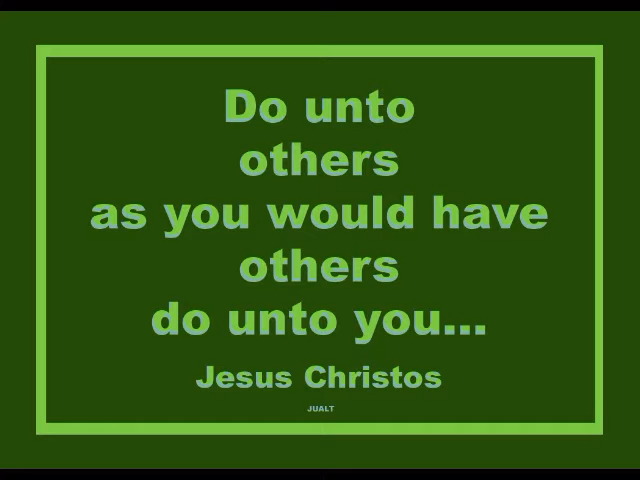 Do unto
others
as you would have
others
do unto you...
Jesus Christos
JUALT